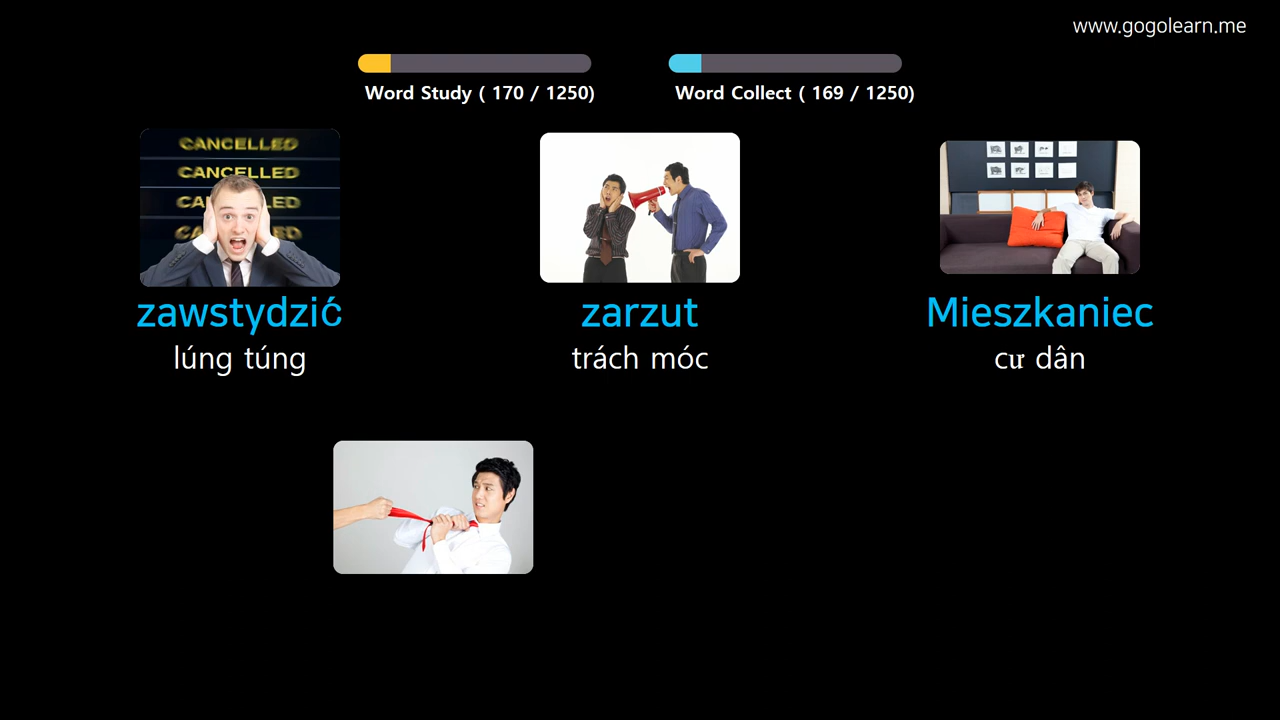 www.gogolearn.me
Word Study ( 170 / 1250)
Word Collect ( 169 / 1250)
CANCELLED
CANCELLED
zawstydzić
lúng túng
zarzut
trách móc
Mieszkaniec
cư dân